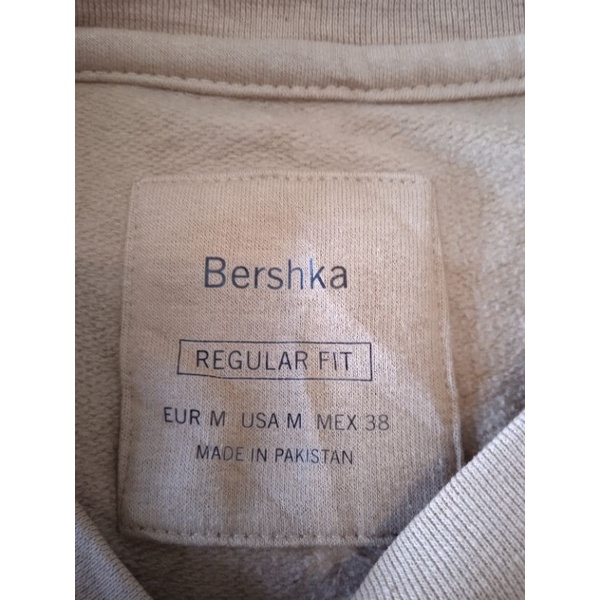 Bershka
REGULAR FIT
EUR M USA M MEX 38
MADE IN PAKISTAN